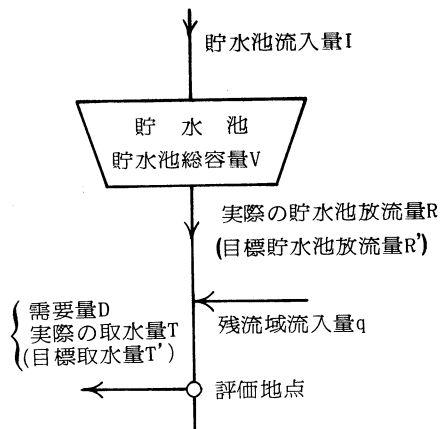 貯水池流入量I
貯 水 池
貯水池総容量V
実際の貯水池放流量R
(目標貯水池放流量R')
需要量D
実際の取水量T
(目標取水量T')
残流域流入量q
評価地点